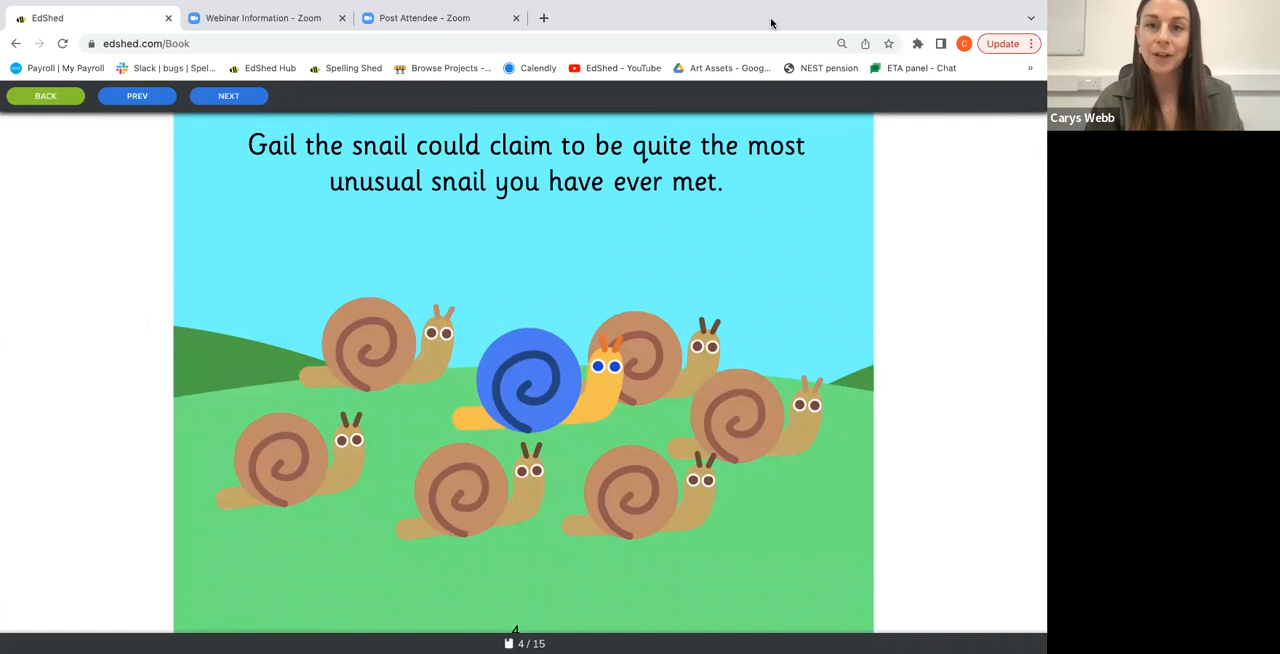 EdShed
Webinar Information - Zoom
Post Attendee - Zoom
edshed.com/Book
C
Update
Payroll | My Payroll
Slack | bugs | Spel...
EdShed Hub
Spelling Shed
Browse Projects -...
Calendly
EdShed - YouTube
Art Assets - Goog...
NEST pension
ETA panel - Chat
»
BACK
PREV
NEXT
Carys Webb
Gail the snail could claim to be quite the most
unusual snail you have ever met.
4
4 / 15